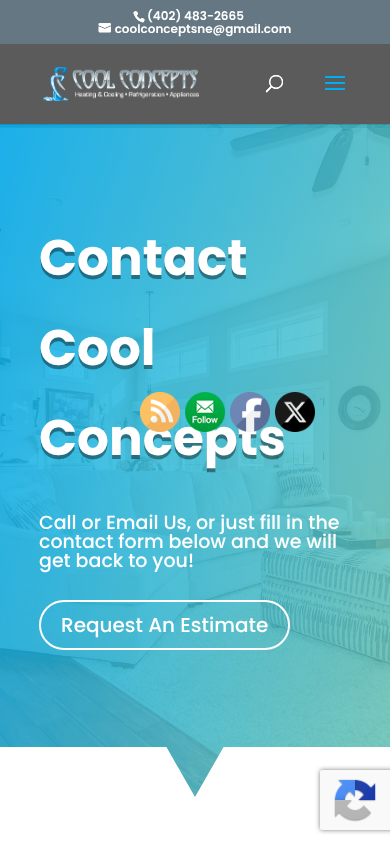 (402) 483-2665
coolconceptsne@gmail.com
COOL CONCEPTS
Heating & Cooling • Refrigeration • Appliances
Contact
Cool
Concepts
Follow
Call or Email Us, or just fill in the
contact form below and we will
get back to you!
Request An Estimate